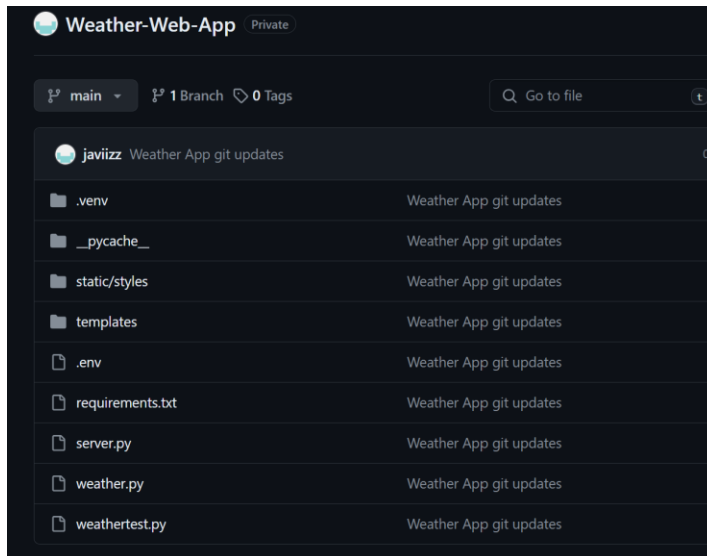 Weather-Web-App Private
main 1 Branch 0 Tags Go to file t
javiizz Weather App git updates
.venv Weather App git updates
__pycache__ Weather App git updates
static/styles Weather App git updates
templates Weather App git updates
.env Weather App git updates
requirements.txt Weather App git updates
server.py Weather App git updates
weather.py Weather App git updates
weathertest.py Weather App git updates